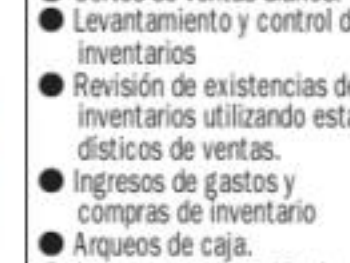 ● Levantamiento y control d
inventarios
● Revisión de existencias de
inventarios utilizando esta
dísticos de ventas.
● Ingresos de gastos y
compras de inventario
● Arqueos de caja.